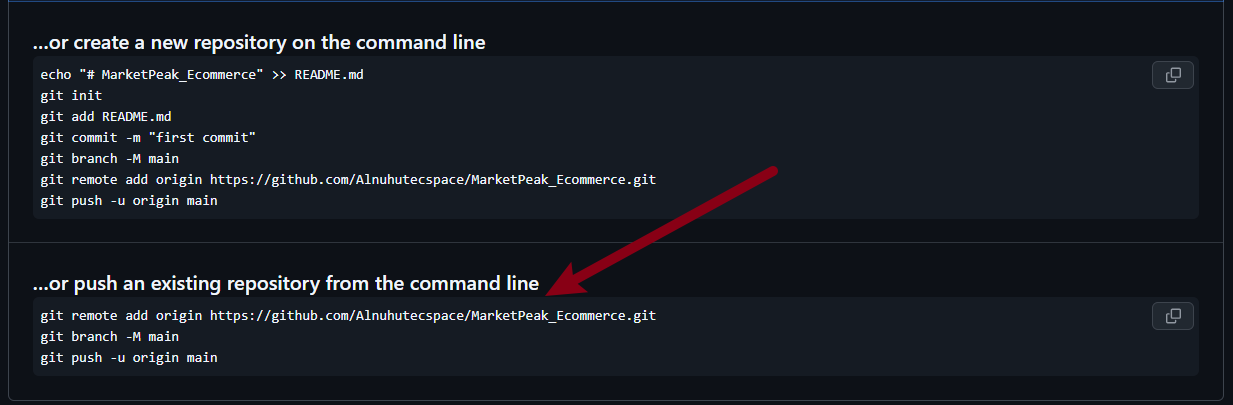 ...or create a new repository on the command line
echo "# MarketPeak_Ecommerce" >> README.md
git init
git add README.md
git commit -m "first commit"
git branch -M main
git remote add origin https://github.com/Alnuhutecspace/MarketPeak_Ecommerce.git
git push -u origin main
...or push an existing repository from the command line
git remote add origin https://github.com/Alnuhutecspace/MarketPeak_Ecommerce.git
git branch -M main
git push -u origin main